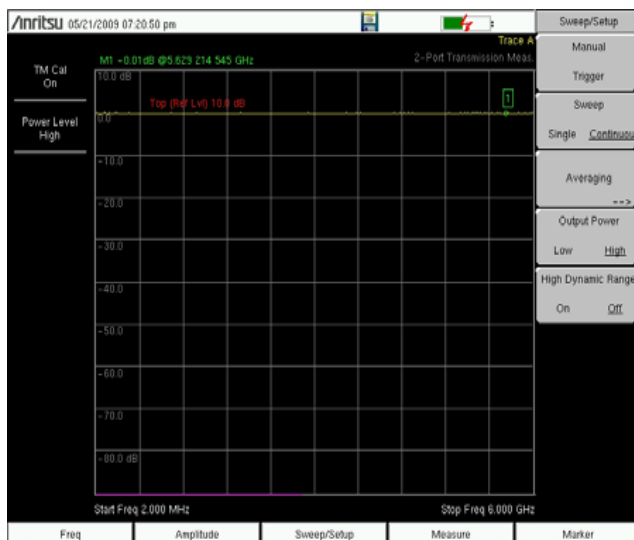 Anritsu 05/21/2009 07:20:50 pm
Sweep/Setup
Trace A
M1 -0.01dB @5.629 214 545 GHz
2-Port Transmission Meas.
TM Cal
On
Power Level
High
10.0 dB
Top (Ref Lvl) 10.0 dB
1
0.0
-10.0
-20.0
-30.0
-40.0
-50.0
-60.0
-70.0
-80.0 dB
Start Freq 2.000 MHz
Stop Freq 6.000 GHz
Manual
Trigger
Sweep
Single Continuou
Averaging
-->
Output Power
Low High
High Dynamic Range
On Off
Freq
Amplitude
Sweep/Setup
Measure
Marker